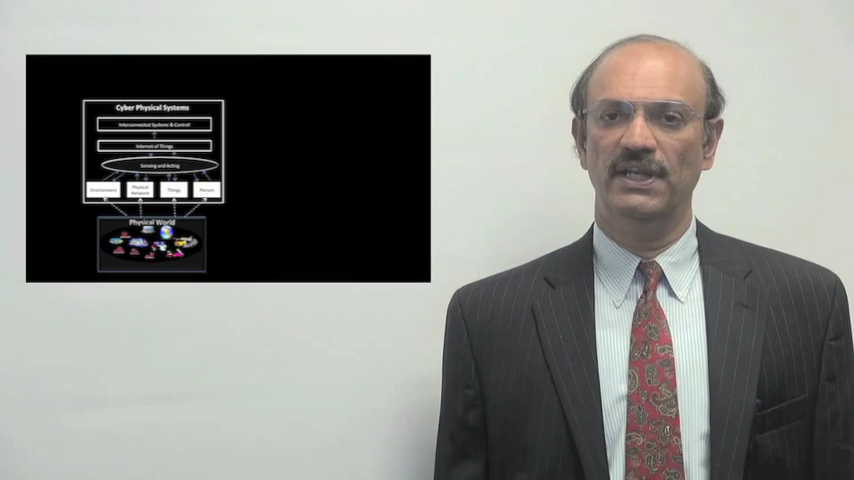 Cyber Physical Systems
Interconnected Systems & Control
Internet of Things
Sensing and Acting
Environment
Physical
Network
Things
Person
Physical World